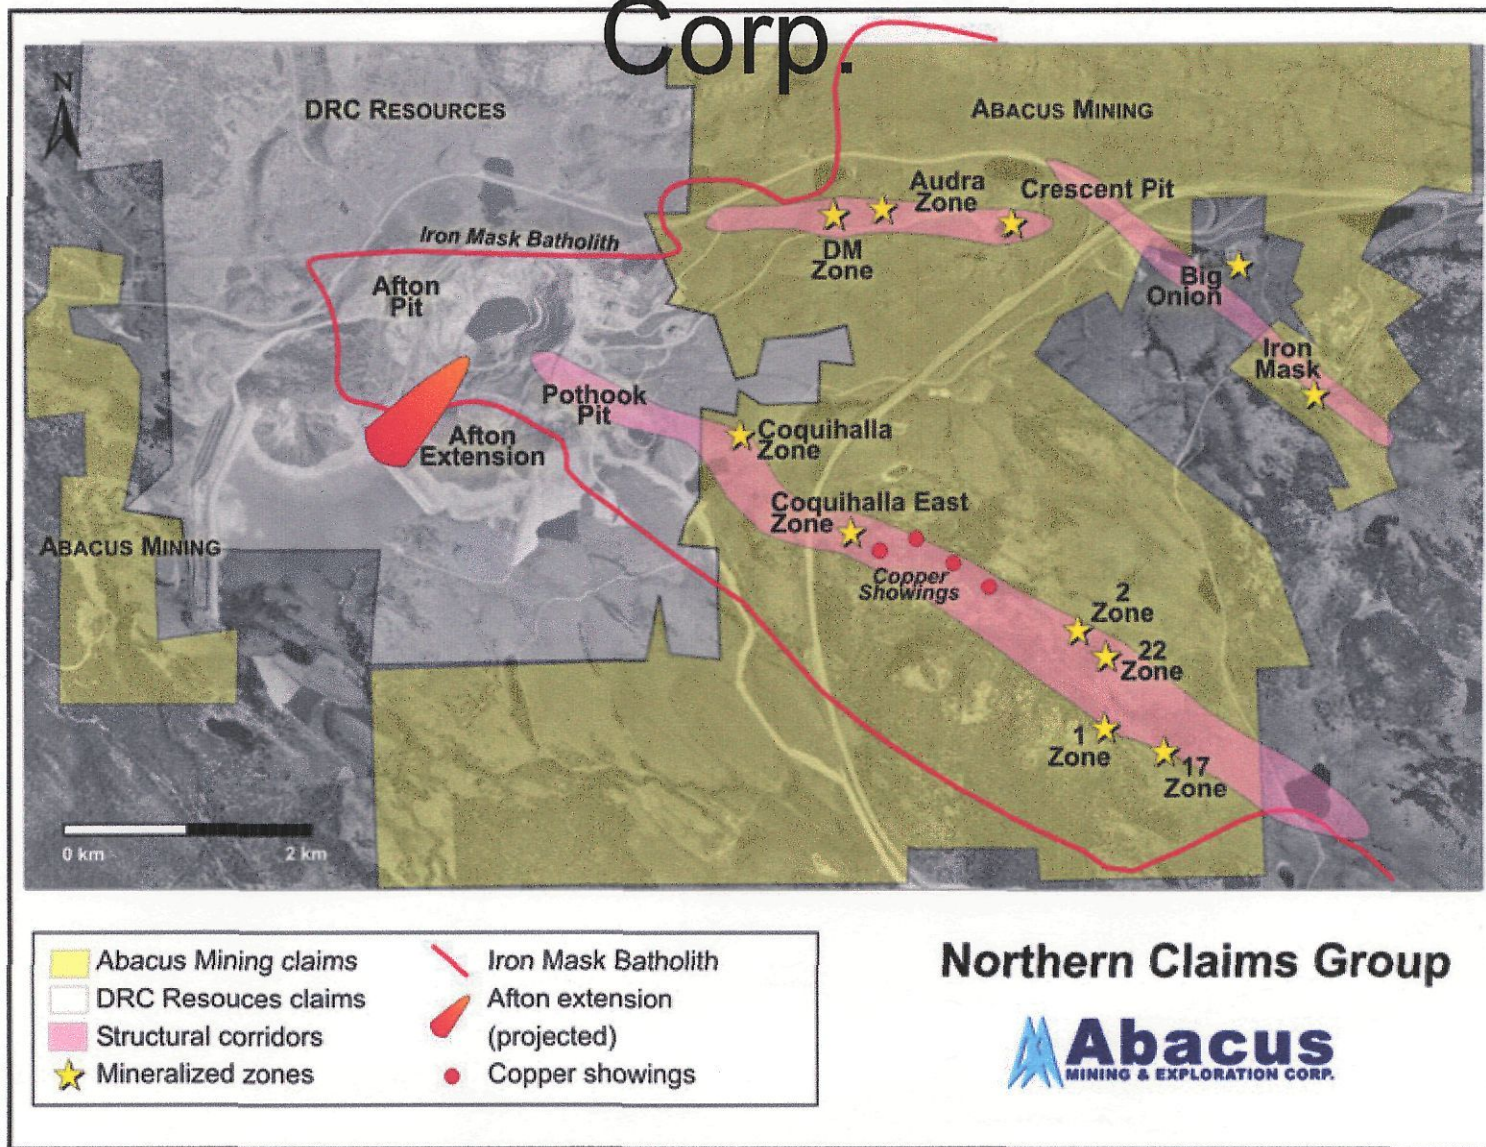 Corp.
N
DRC RESOURCES
ABACUS MINING
Audra
Zone
Crescent Pit
Iron Mask Batholith
DM
Zone
Big
Onion
Afton
Pit
Iron
Mask
Pothook
Pit
Afton
Extension
Coquihalla
Zone
Coquihalla East
Zone
ABACUS MINING
Copper
Showings
2
Zone
22
Zone
1
Zone
17
Zone
0 km
2 km
Abacus Mining claims
DRC Resouces claims
Structural corridors
Mineralized zones
Iron Mask Batholith
Afton extension
(projected)
Copper showings
Northern Claims Group
Abacus
MINING & EXPLORATION CORP.